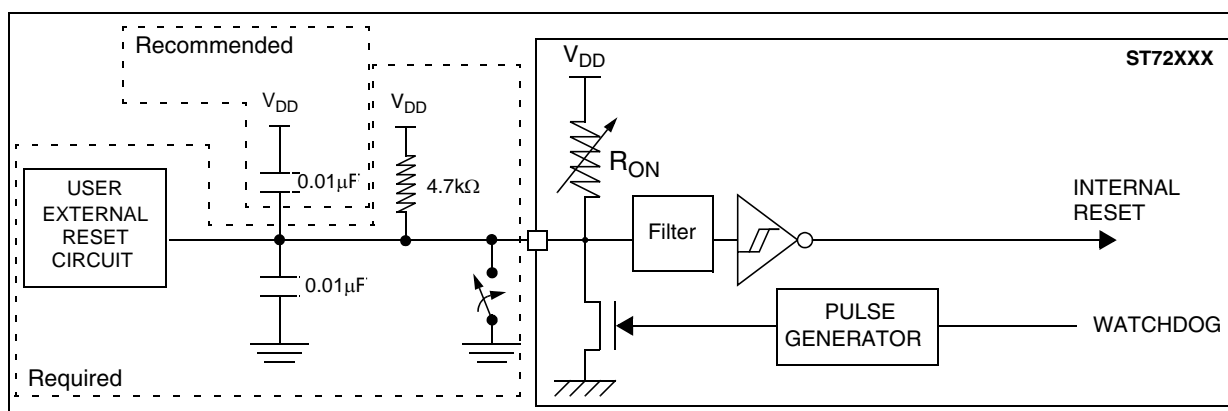 Recommended
ST72XXX
VDD
VDD
VDD
0.01μF
4.7kΩ
RON
USER
EXTERNAL
RESET
CIRCUIT
Filter
INTERNAL
RESET
0.01μF
PULSE
GENERATOR
WATCHDOG
Required